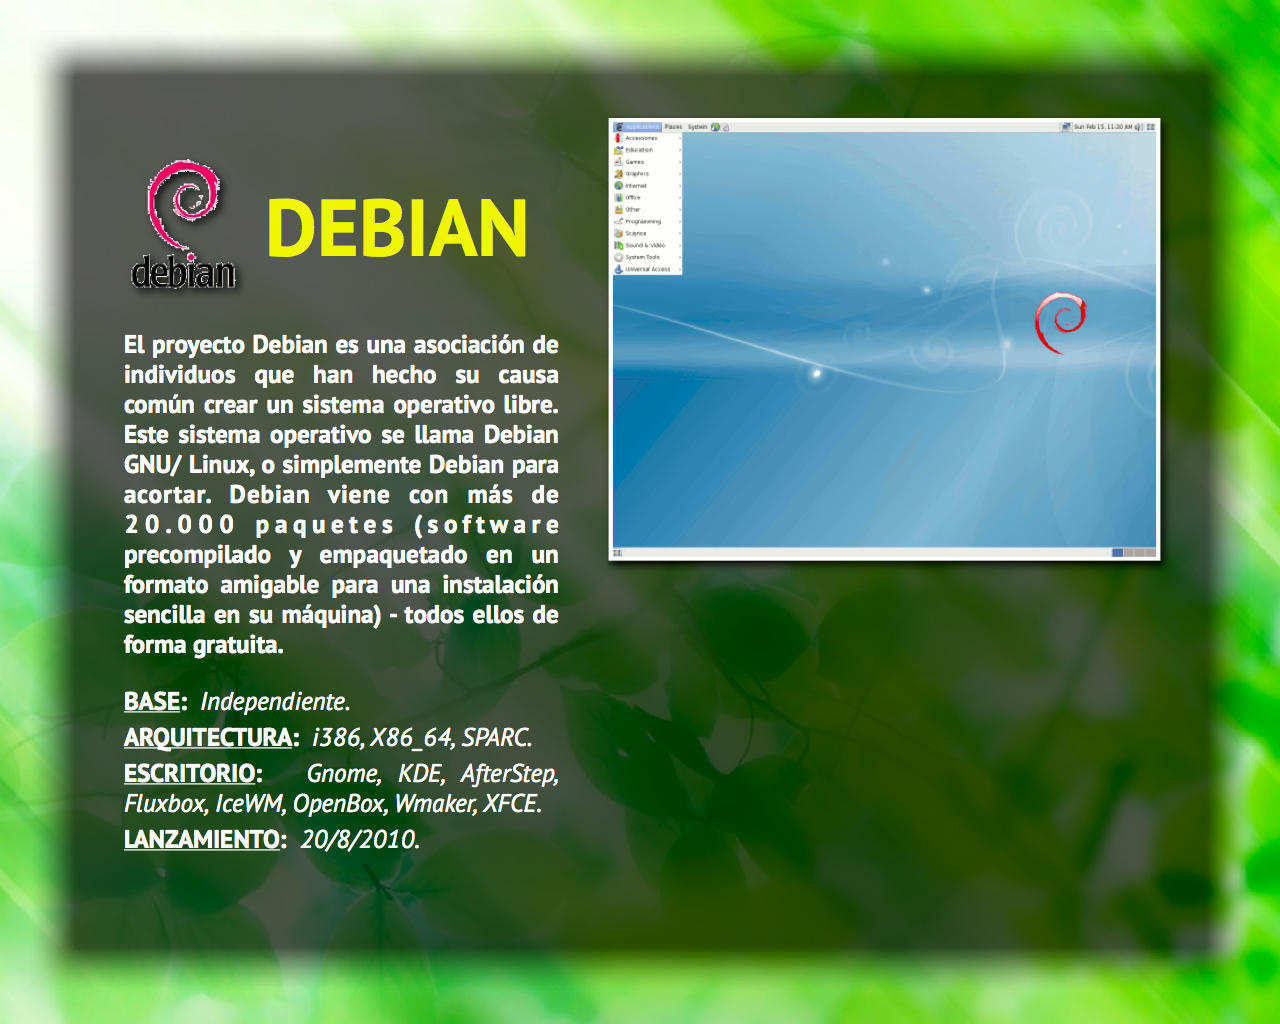 debian
DEBIAN
El proyecto Debian es una asociación de
individuos que han hecho su causa
común crear un sistema operativo libre.
Este sistema operativo se llama Debian
GNU/ Linux, o simplemente Debian para
acortar. Debian viene con más de
20.000 paquetes (software
precompilado y empaquetado en un
formato amigable para una instalación
sencilla en su máquina) - todos ellos de
forma gratuita.
BASE: Independiente.
ARQUITECTURA: i386, X86_64, SPARC.
ESCRITORIO: Gnome, KDE, AfterStep,
Fluxbox, IceWM, OpenBox, Wmaker, XFCE.
LANZAMIENTO: 20/8/2010.
Applications Places System
Sun Feb 15, 11:20 AM
Accessories
Education
Games
Graphics
Internet
Office
Other
Programming
Science
Sound & Video
System Tools
Universal Access